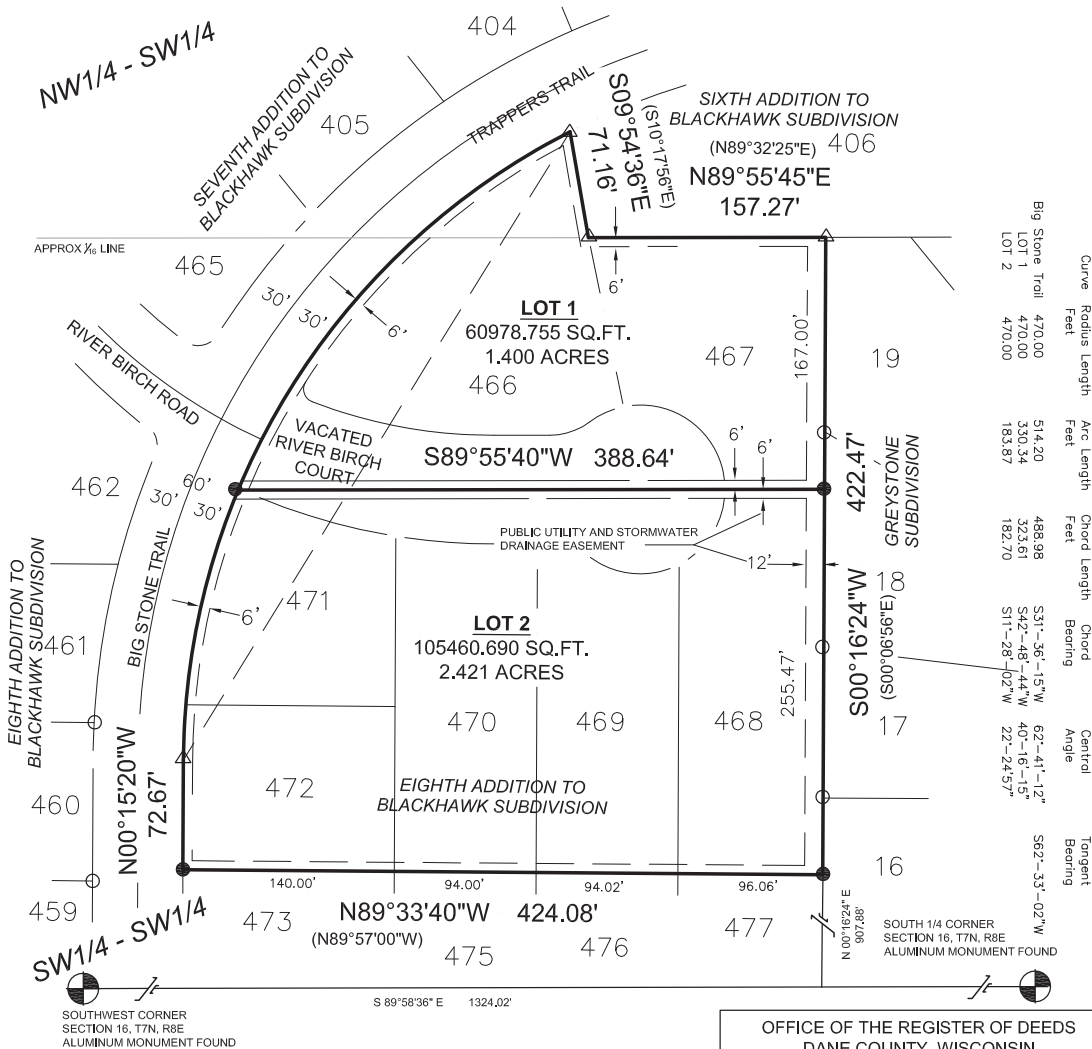 NW1/4 - SW1/4
404
SEVENTH ADDITION TO
BLACKHAWK SUBDIVISION
405
TRAPPERS TRAIL
S09°54'36"E
(S10°17'56"E)
71.16'
SIXTH ADDITION TO
BLACKHAWK SUBDIVISION
(N89°32'25"E)
406
N89°55'45"E
157.27'
APPROX 1⁄16 LINE
465
30'
30'
6'
6'
LOT 1
60978.755 SQ.FT.
1.400 ACRES
466
467
167.00'
19
RIVER BIRCH ROAD
VACATED
RIVER BIRCH
COURT
S89°55'40"W 388.64'
6'
6'
422.47'
GREYSTONE
SUBDIVISION
462
60'
30'
30'
PUBLIC UTILITY AND STORMWATER
DRAINAGE EASEMENT
12'
18
EIGHTH ADDITION TO
BLACKHAWK SUBDIVISION
461
BIG STONE TRAIL
6'
471
LOT 2
105460.690 SQ.FT.
2.421 ACRES
255.47'
S00°16'24"W
(S00°06'56"E)
17
470
469
468
460
N00°15'20"W
72.67'
472
EIGHTH ADDITION TO
BLACKHAWK SUBDIVISION
16
459
140.00'
94.00'
94.02'
96.06'
473
N89°33'40"W 424.08'
(N89°57'00"W)
475
476
477
N 00°16'24" E
907.88'
SOUTH 1/4 CORNER
SECTION 16, T7N, R8E
ALUMINUM MONUMENT FOUND
SW1/4 - SW1/4
S 89°58'36" E 1324.02'
SOUTHWEST CORNER
SECTION 16, T7N, R8E
ALUMINUM MONUMENT FOUND
Curve Radius Length Feet Arc Length Feet Chord Length Feet Chord Bearing Central Angle Tangent Bearing
Big Stone Trail 470.00 514.20 488.98 S31°-36'-15"W 62°-41'-12" S62°-33'-02"W
LOT 1 470.00 330.34 323.61 S42°-48'-44"W 40°-16'-15"
LOT 2 470.00 183.87 182.70 S11°-28'-02"W 22°-24'57"
OFFICE OF THE REGISTER OF DEEDS
DANE COUNTY, WISCONSIN